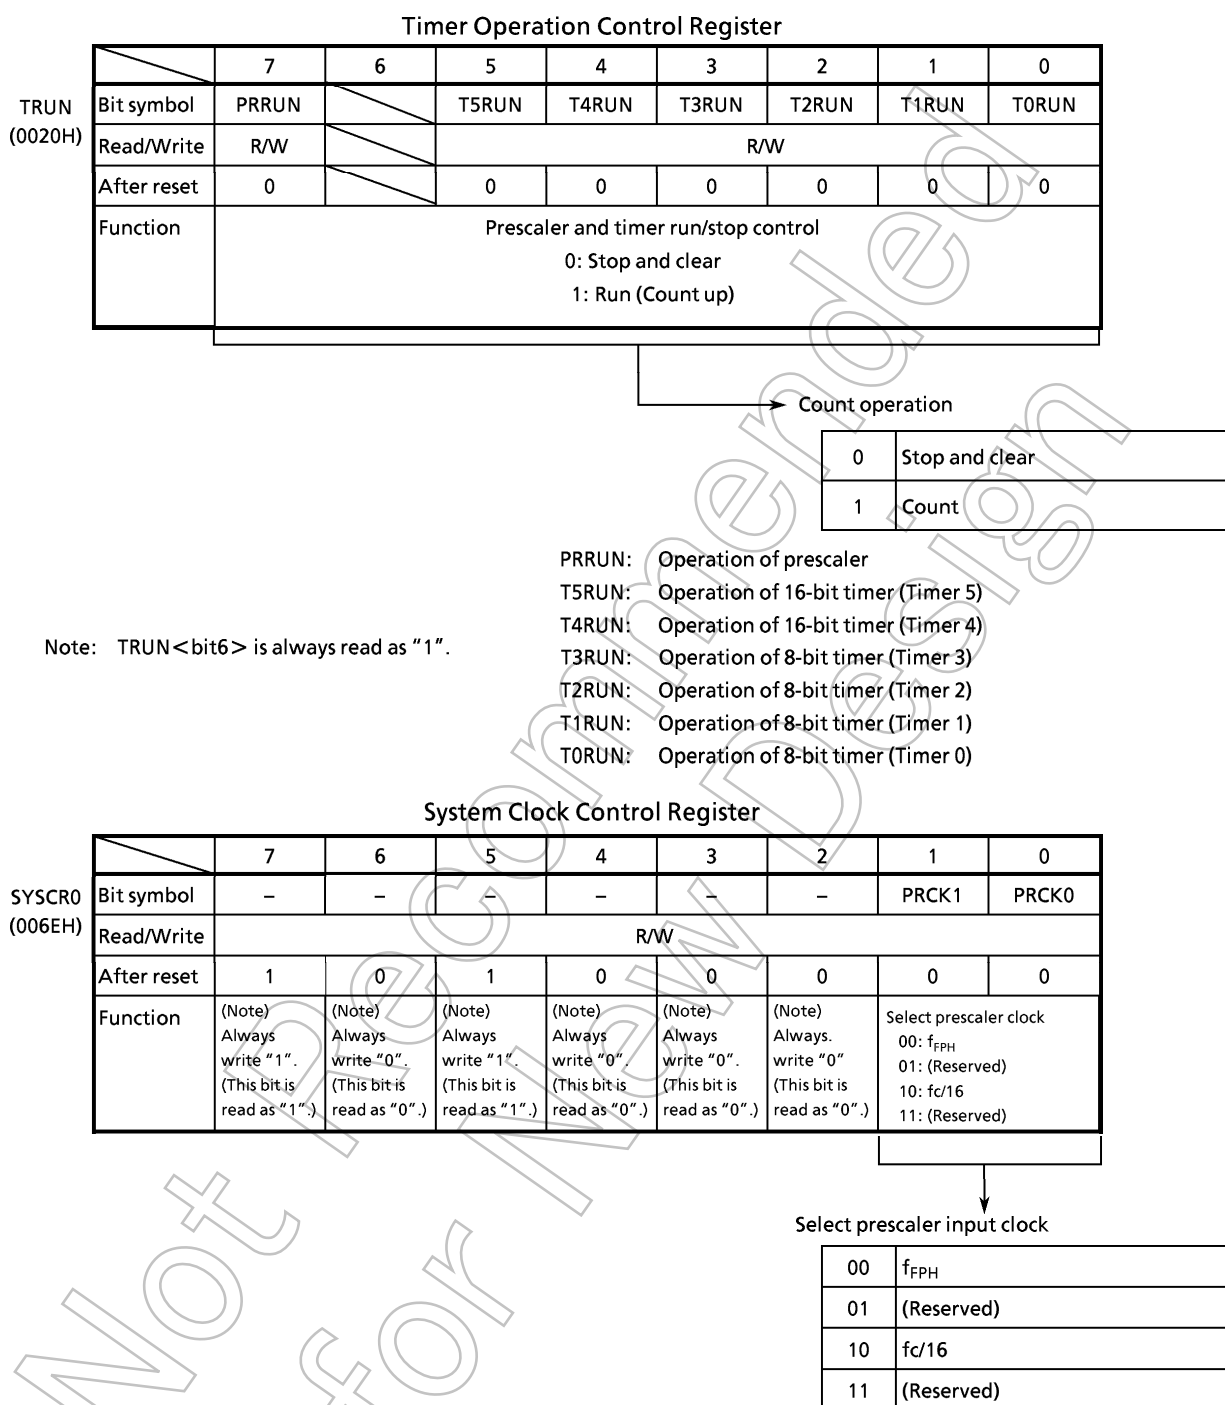 Timer Operation Control Register
7 6 5 4 3 2 1 0
TRUN (0020H)
Bit symbol PRRUN T5RUN T4RUN T3RUN T2RUN T1RUN T0RUN
Read/Write R/W R/W
After reset 0 0 0 0 0 0 0
Function Prescaler and timer run/stop control
0: Stop and clear
1: Run (Count up)
Count operation
0 Stop and clear
1 Count
PRRUN: Operation of prescaler
T5RUN: Operation of 16-bit timer (Timer 5)
T4RUN: Operation of 16-bit timer (Timer 4)
Note: TRUN<bit6> is always read as "1".
T3RUN: Operation of 8-bit timer (Timer 3)
T2RUN: Operation of 8-bit timer (Timer 2)
T1RUN: Operation of 8-bit timer (Timer 1)
T0RUN: Operation of 8-bit timer (Timer 0)
System Clock Control Register
7 6 5 4 3 2 1 0
SYSCR0 (006EH)
Bit symbol – – – – – – PRCK1 PRCK0
Read/Write R/W
After reset 1 0 1 0 0 0 0 0
Function
(Note)
Always
write "1".
(This bit is
read as "1".)
(Note)
Always
write "0".
(This bit is
read as "0".)
(Note)
Always
write "1".
(This bit is
read as "1".)
(Note)
Always
write "0".
(This bit is
read as "0".)
(Note)
Always
write "0".
(This bit is
read as "0".)
(Note)
Always.
write "0"
(This bit is
read as "0".)
Select prescaler clock
00: fFPH
01: (Reserved)
10: fc/16
11: (Reserved)
Select prescaler input clock
00 fFPH
01 (Reserved)
10 fc/16
11 (Reserved)
Not Recommended
for New Design